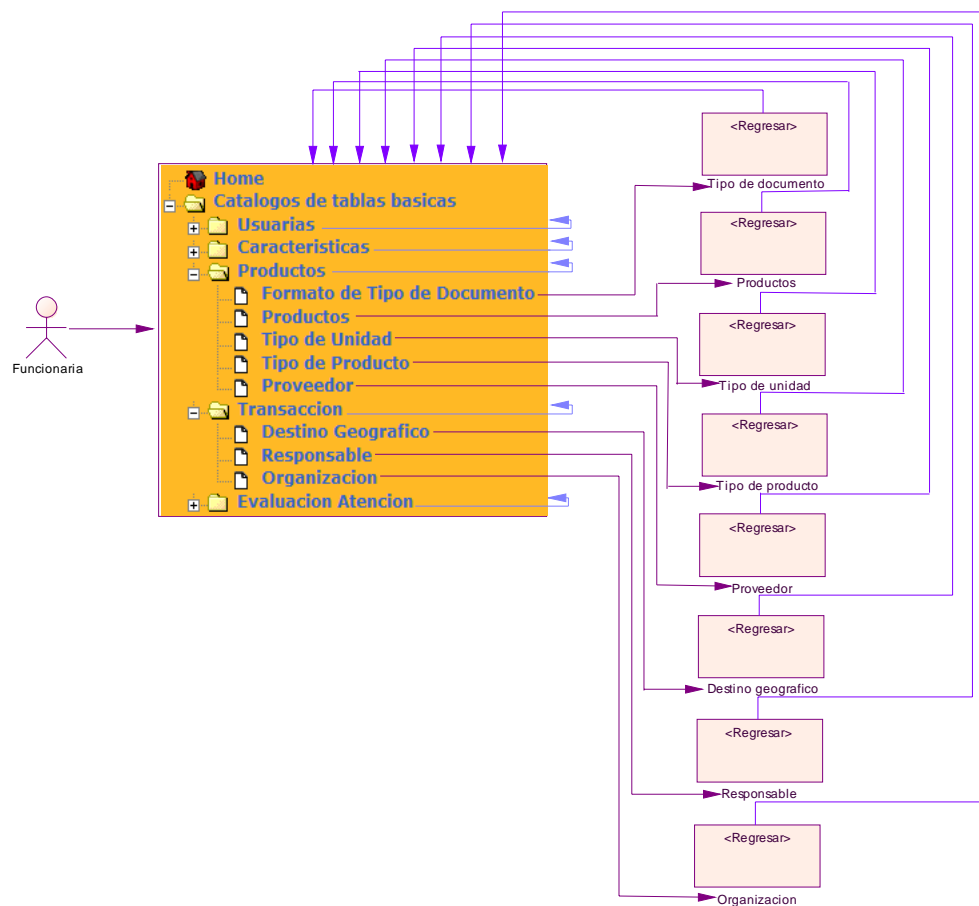 Home
Catalogos de tablas basicas
Usuarias
Caracteristicas
Productos
Formato de Tipo de Documento
Productos
Tipo de Unidad
Tipo de Producto
Proveedor
Transaccion
Destino Geografico
Responsable
Organizacion
Evaluacion Atencion
Funcionaria
<Regresar>
Tipo de documento
<Regresar>
Productos
<Regresar>
Tipo de unidad
<Regresar>
Tipo de producto
<Regresar>
Proveedor
<Regresar>
Destino geografico
<Regresar>
Responsable
<Regresar>
Organizacion